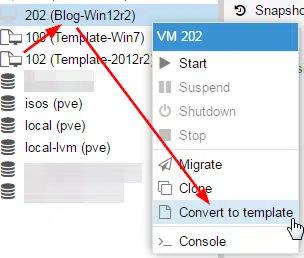 202 (Blog-Win12r2)
100 (Template-Win7)
102 (Template-2012r2)
isos (pve)
local (pve)
local-lvm (pve)
Snapsho
VM 202
Start
Suspend
Shutdown
Stop
Migrate
Clone
Convert to template
Console